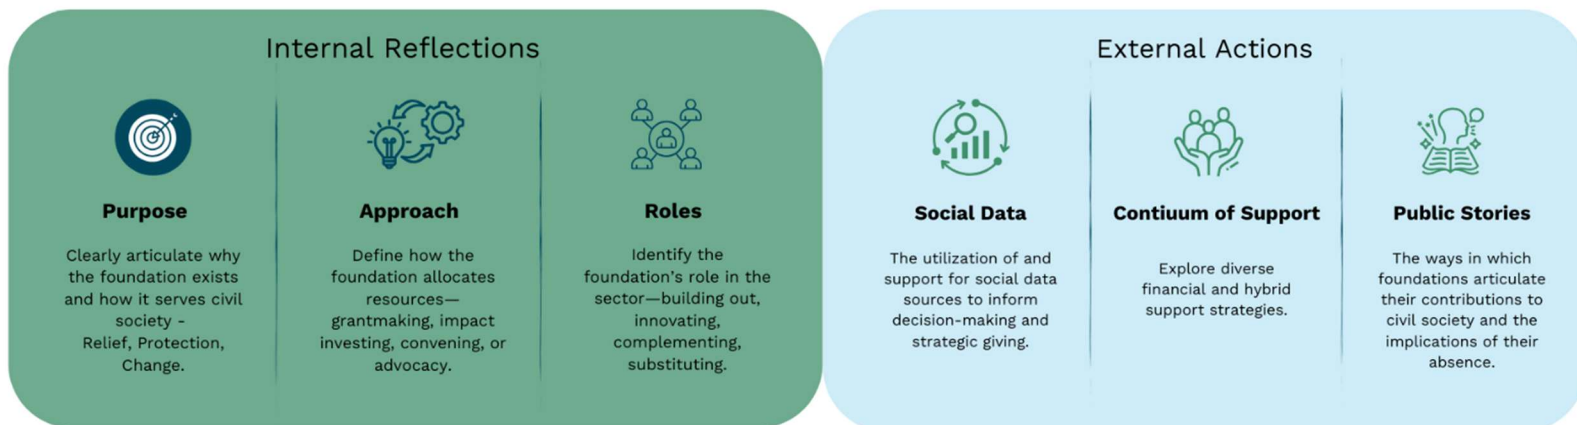 Internal Reflections
Purpose
Clearly articulate why
the foundation exists
and how it serves civil
society -
Relief, Protection,
Change.
Approach
Define how the
foundation allocates
resources—
grantmaking, impact
investing, convening, or
advocacy.
Roles
Identify the
foundation's role in the
sector—building out,
innovating,
complementing,
substituting.
External Actions
Social Data
The utilization of and
support for social data
sources to inform
decision-making and
strategic giving.
Contiuum of Support
Explore diverse
financial and hybrid
support strategies.
Public Stories
The ways in which
foundations articulate
their contributions to
civil society and the
implications of their
absence.